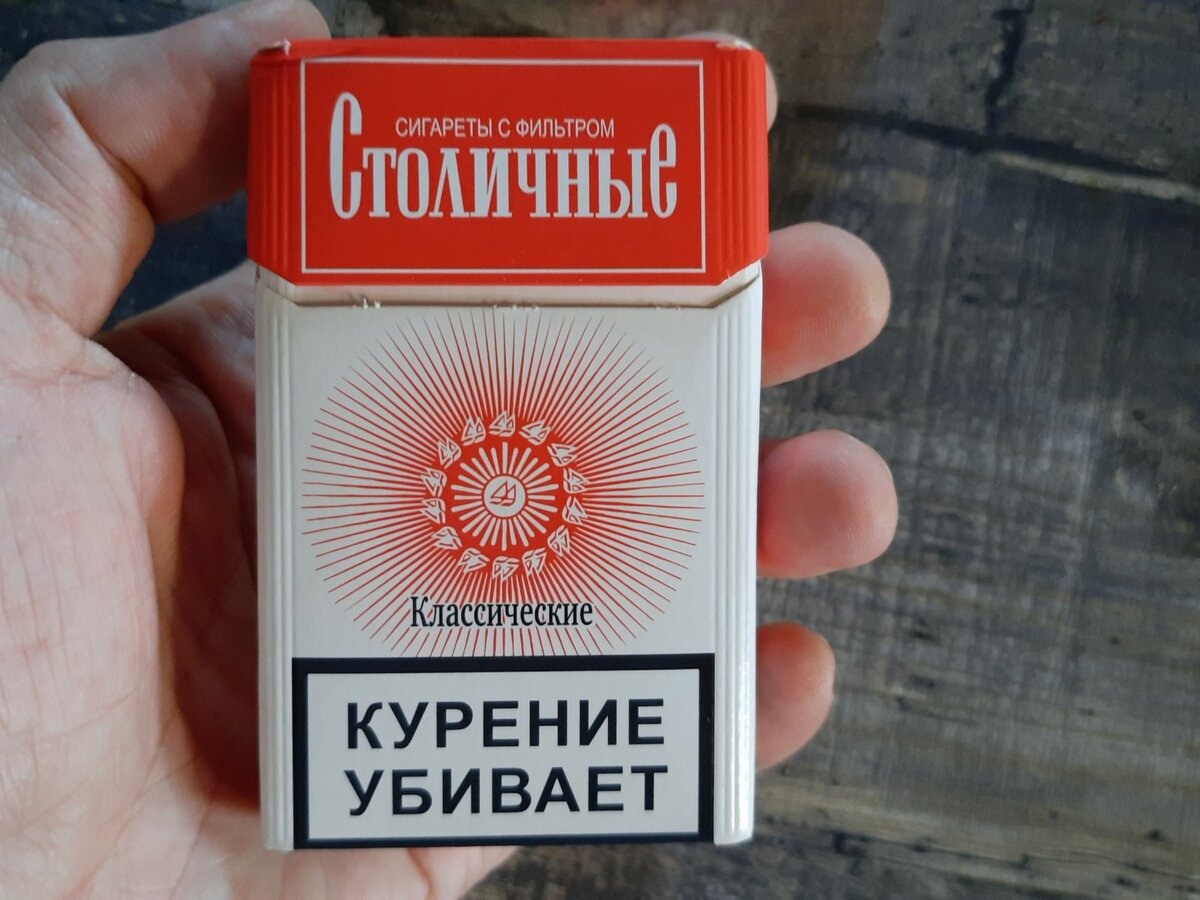 СИГАРЕТЫ С ФИЛЬТРОМ
Столичные
Классические
КУРЕНИЕ
УБИВАЕТ